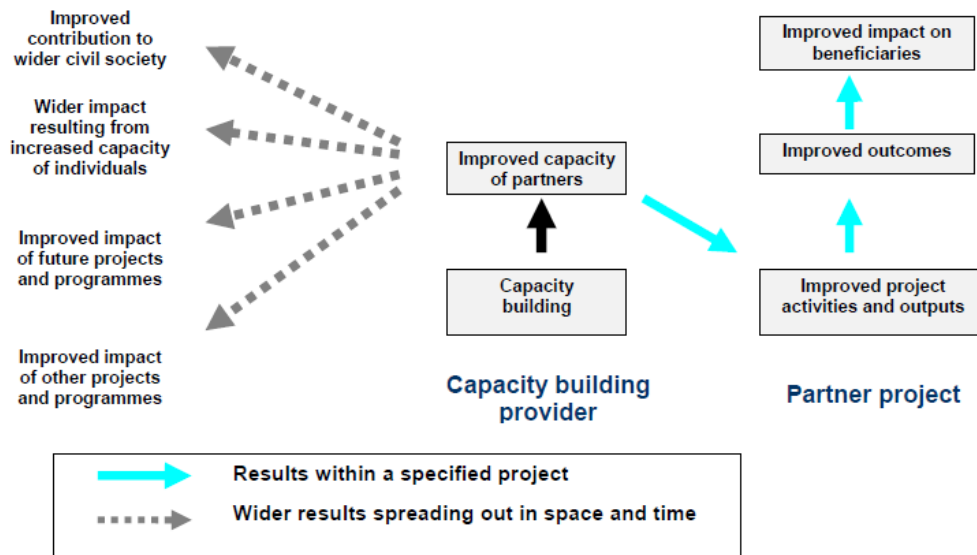 Improved
contribution to
wider civil society
Wider impact
resulting from
increased capacity
of individuals
Improved impact
of future projects
and programmes
Improved impact
of other projects
and programmes
Improved capacity
of partners
Capacity
building
Capacity building
provider
Improved impact on
beneficiaries
Improved outcomes
Improved project
activities and outputs
Partner project
Results within a specified project
Wider results spreading out in space and time